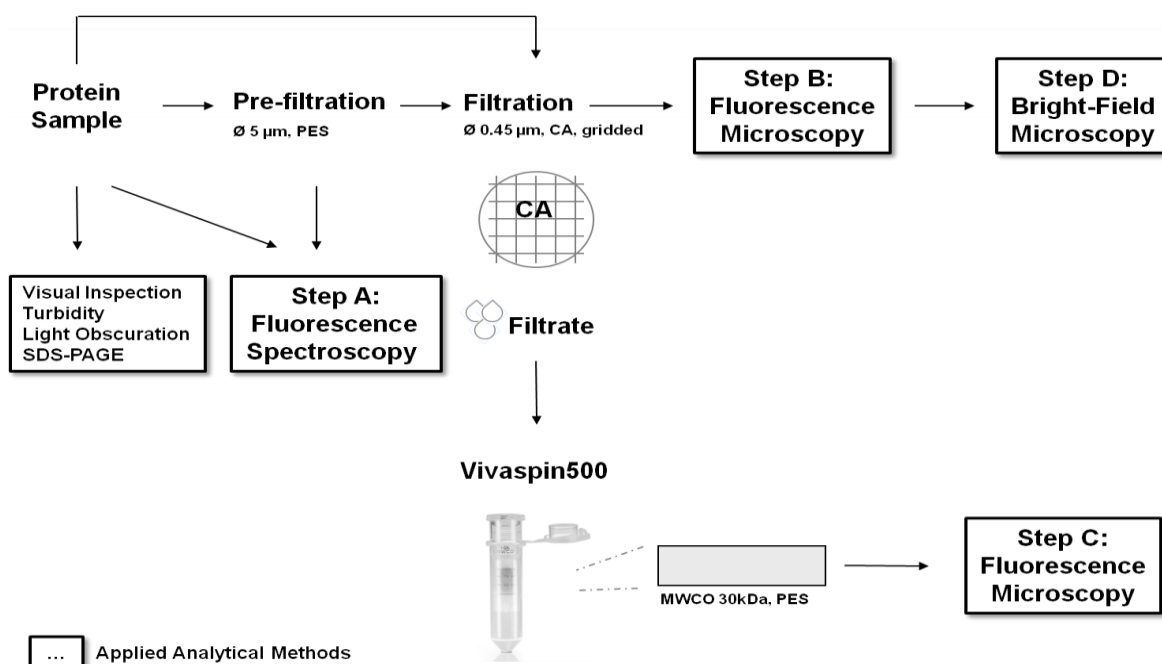 Protein
Sample
Pre-filtration
Ø 5 µm, PES
Filtration
Ø 0.45 µm, CA, gridded
Step B:
Fluorescence
Microscopy
Step D:
Bright-Field
Microscopy
CA
Visual Inspection
Turbidity
Light Obscuration
SDS-PAGE
Step A:
Fluorescence
Spectroscopy
Filtrate
Vivaspin500
MWCO 30kDa, PES
Step C:
Fluorescence
Microscopy
... Applied Analytical Methods